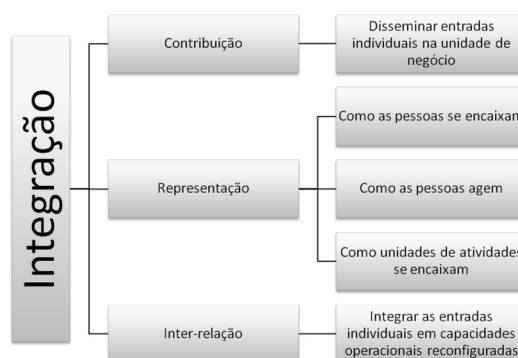 Integração
Contribuição
Disseminar entradas
individuais na unidade de
negócio
Representação
Como as pessoas se encaixam
Como as pessoas agem
Como unidades de atividades
se encaixam
Inter-relação
Integrar as entradas
individuais em capacidades
operacionais reconfiguradas